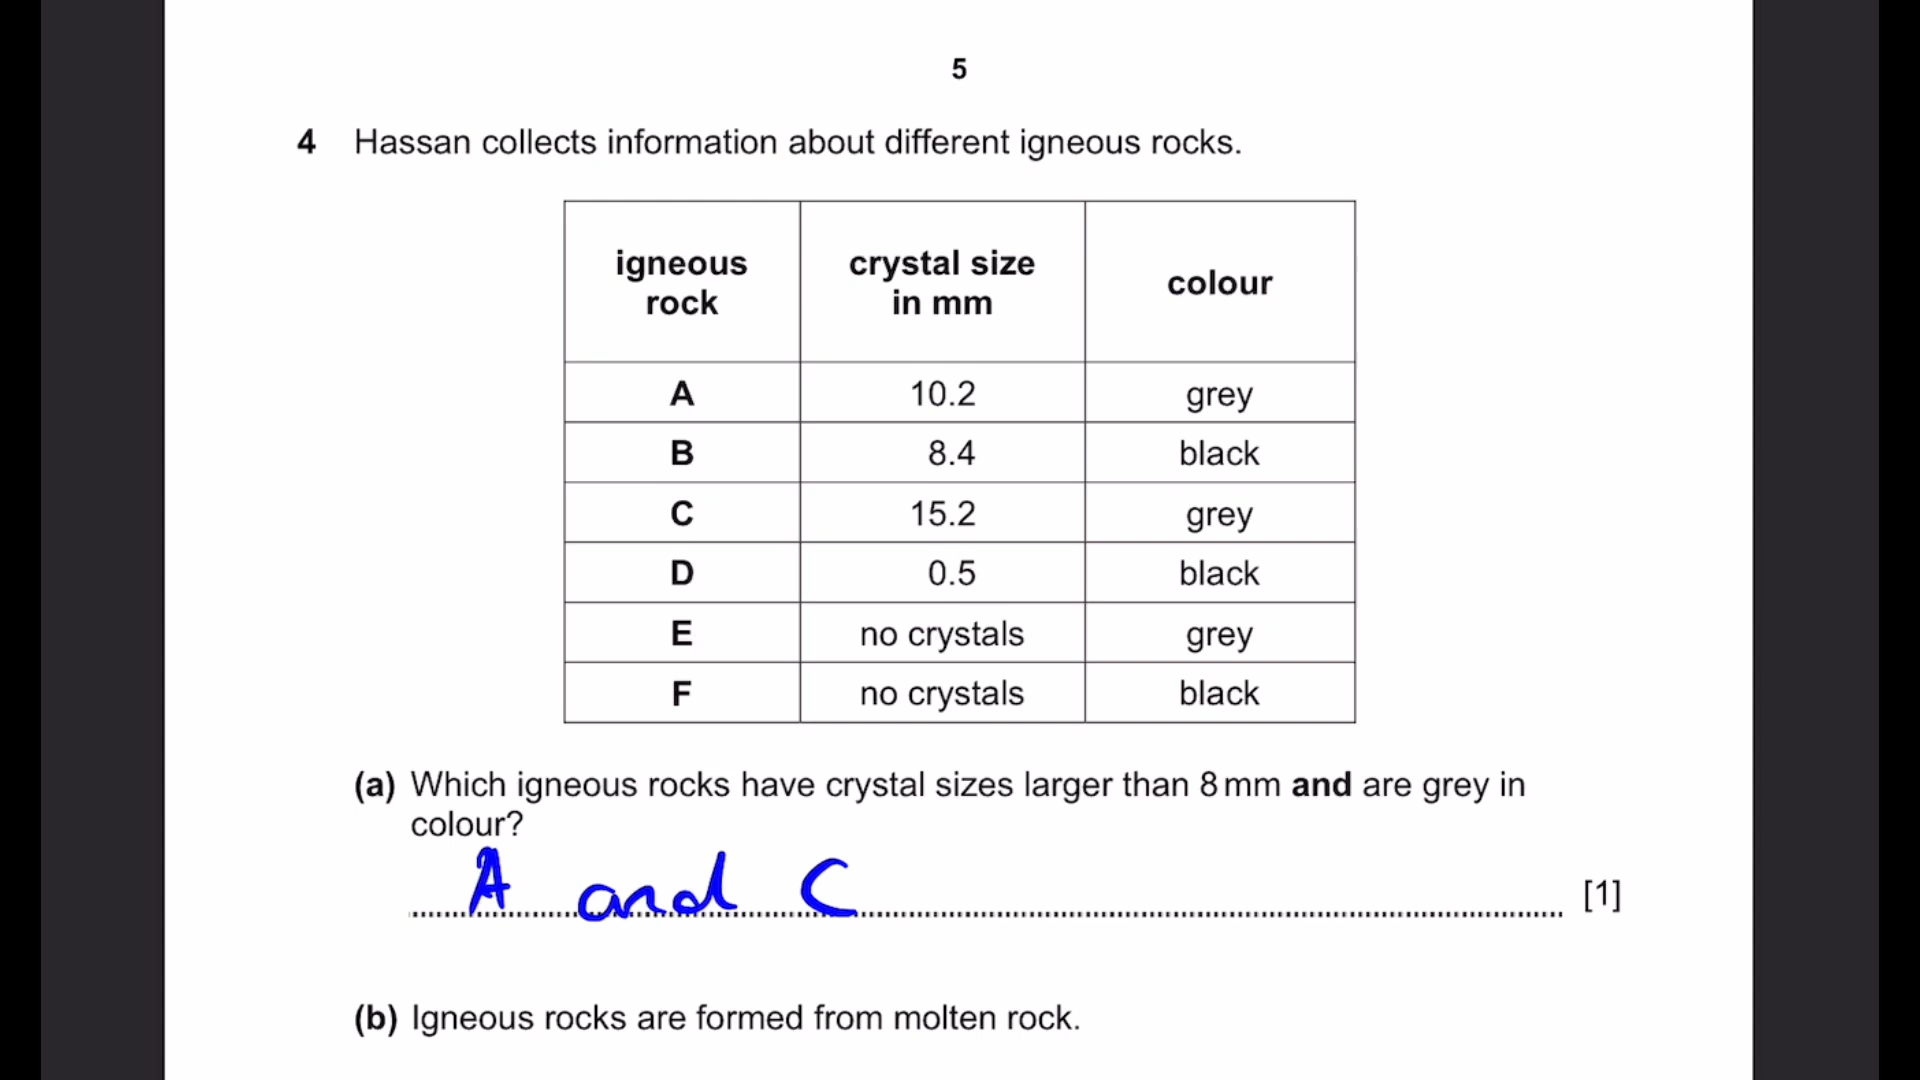 5
4 Hassan collects information about different igneous rocks.
igneous rock crystal size in mm colour
A 10.2 grey
B 8.4 black
C 15.2 grey
D 0.5 black
E no crystals grey
F no crystals black
(a) Which igneous rocks have crystal sizes larger than 8 mm and are grey in
colour?
A and C [1]
(b) Igneous rocks are formed from molten rock.